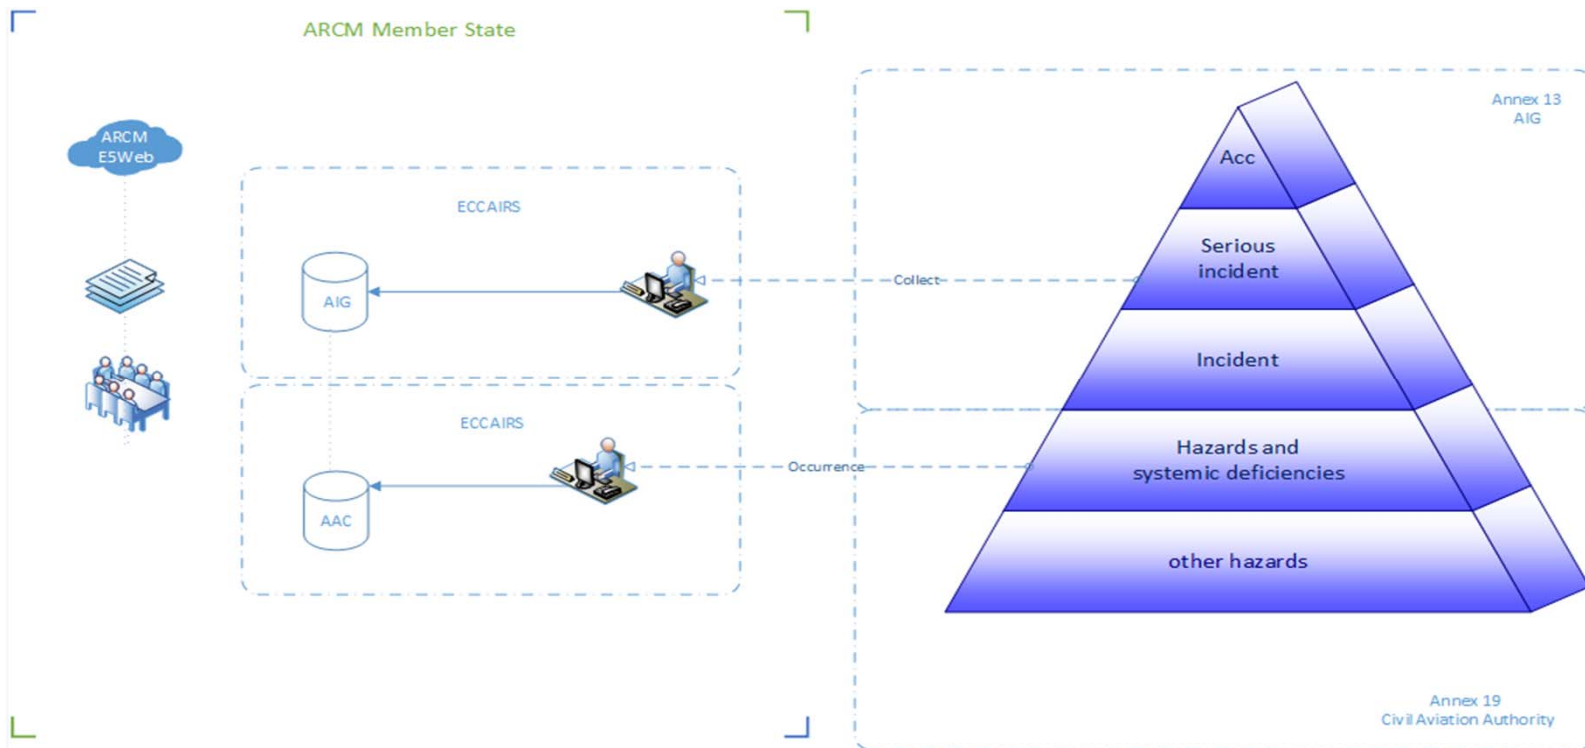 ARCM Member State
ARCM
E5Web
ECCAIRS
AIG
ECCAIRS
AAC
Collect
Occurrence
Annex 13
AIG
Acc
Serious
incident
Incident
Hazards and
systemic deficiencies
other hazards
Annex 19
Civil Aviation Authority